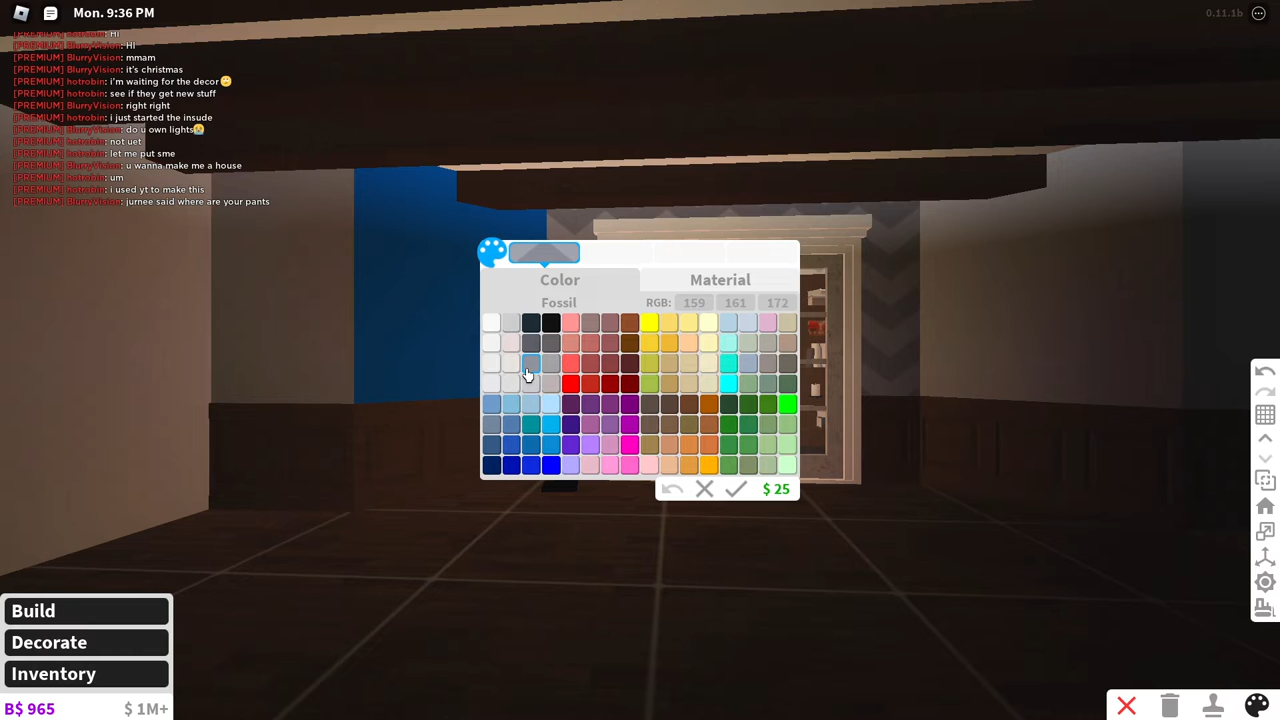 Mon. 9:36 PM
0.11.1b
[PREMIUM] hotrobin: Hi
[PREMIUM] BlurryVision: Hi
[PREMIUM] BlurryVision: mmam
[PREMIUM] BlurryVision: it's christmas
[PREMIUM] hotrobin: i'm waiting for the decor🙄
[PREMIUM] hotrobin: see if they get new stuff
[PREMIUM] BlurryVision: right right
[PREMIUM] hotrobin: i just started the insude
[PREMIUM] BlurryVision: do u own lights😭
[PREMIUM] hotrobin: not uet
[PREMIUM] hotrobin: let me put sme
[PREMIUM] BlurryVision: u wanna make me a house
[PREMIUM] hotrobin: um
[PREMIUM] hotrobin: i used yt to make this
[PREMIUM] BlurryVision: jurnee said where are your pants
Color Material
Fossil RGB: 159 161 172
$ 25
Build
Decorate
Inventory
B$ 965 $ 1M+